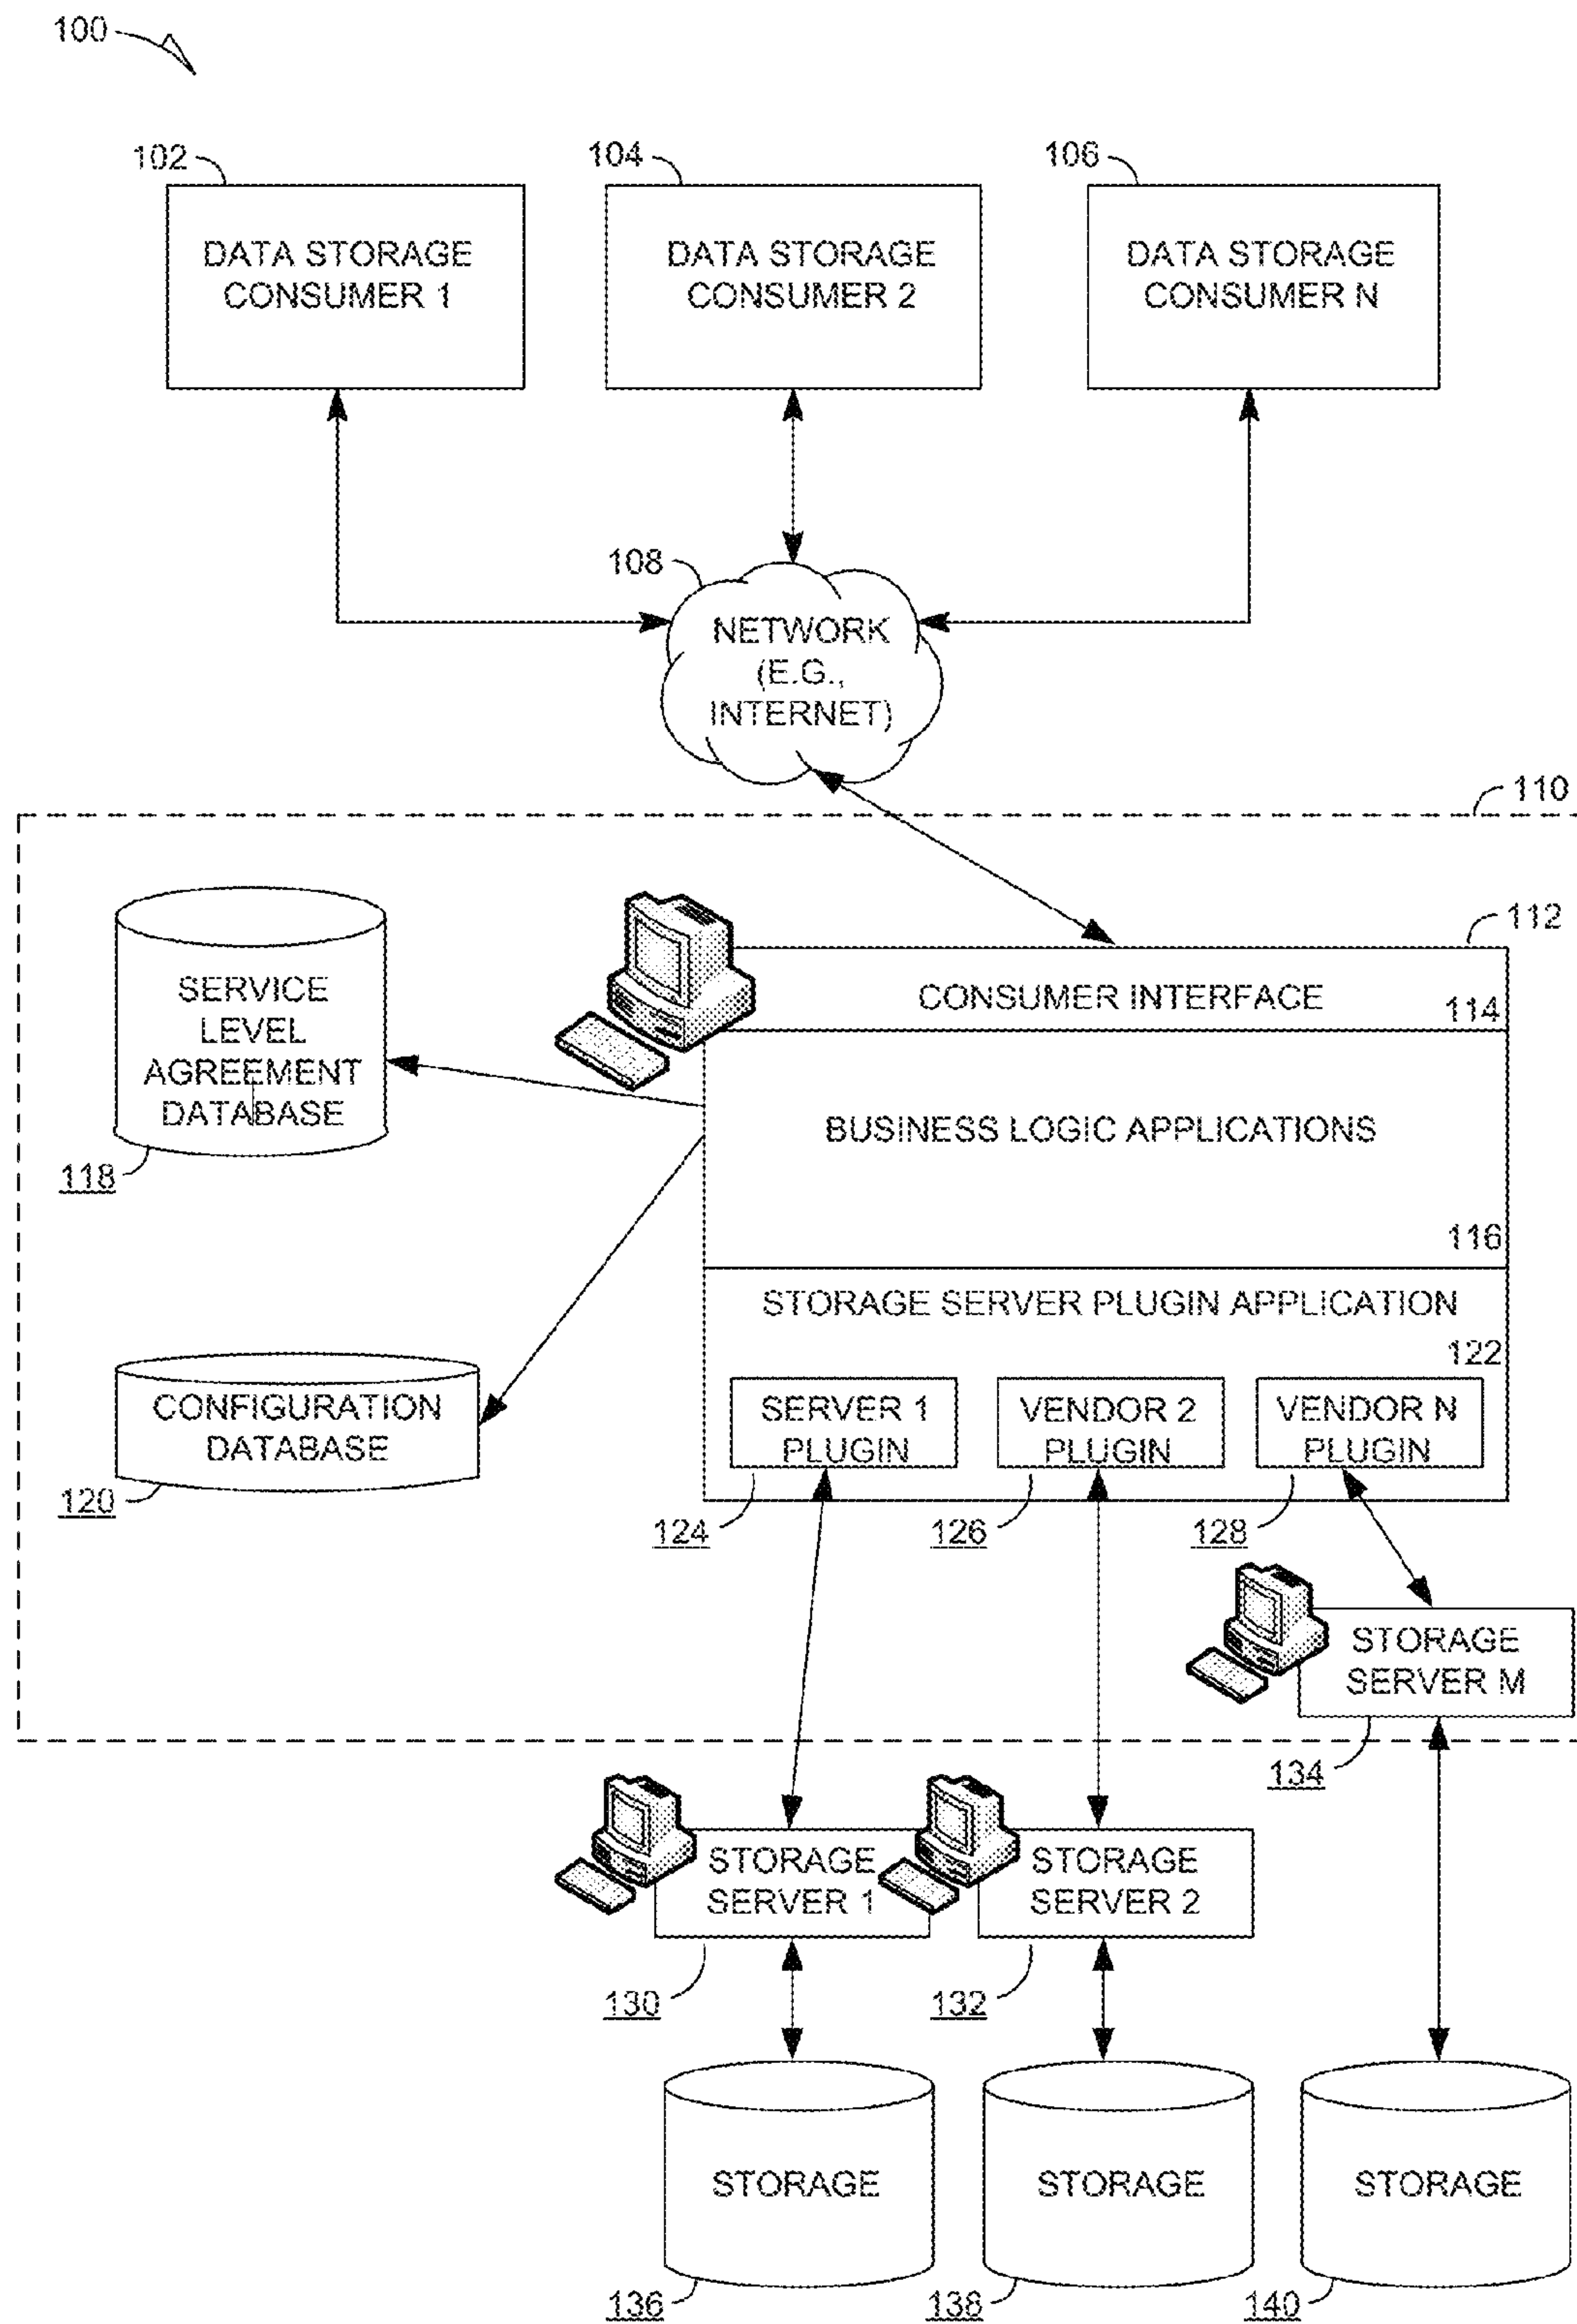 100
102
104
106
DATA STORAGE
CONSUMER 1
DATA STORAGE
CONSUMER 2
DATA STORAGE
CONSUMER N
108
NETWORK
(E.G.,
INTERNET)
110
112
SERVICE
LEVEL
AGREEMENT
DATABASE
118
CONSUMER INTERFACE
114
BUSINESS LOGIC APPLICATIONS
116
STORAGE SERVER PLUGIN APPLICATION
122
CONFIGURATION
DATABASE
120
SERVER 1
PLUGIN
VENDOR 2
PLUGIN
VENDOR N
PLUGIN
124
126
128
STORAGE
SERVER M
134
STORAGE
SERVER 1
STORAGE
SERVER 2
130
132
STORAGE
STORAGE
STORAGE
136
138
140